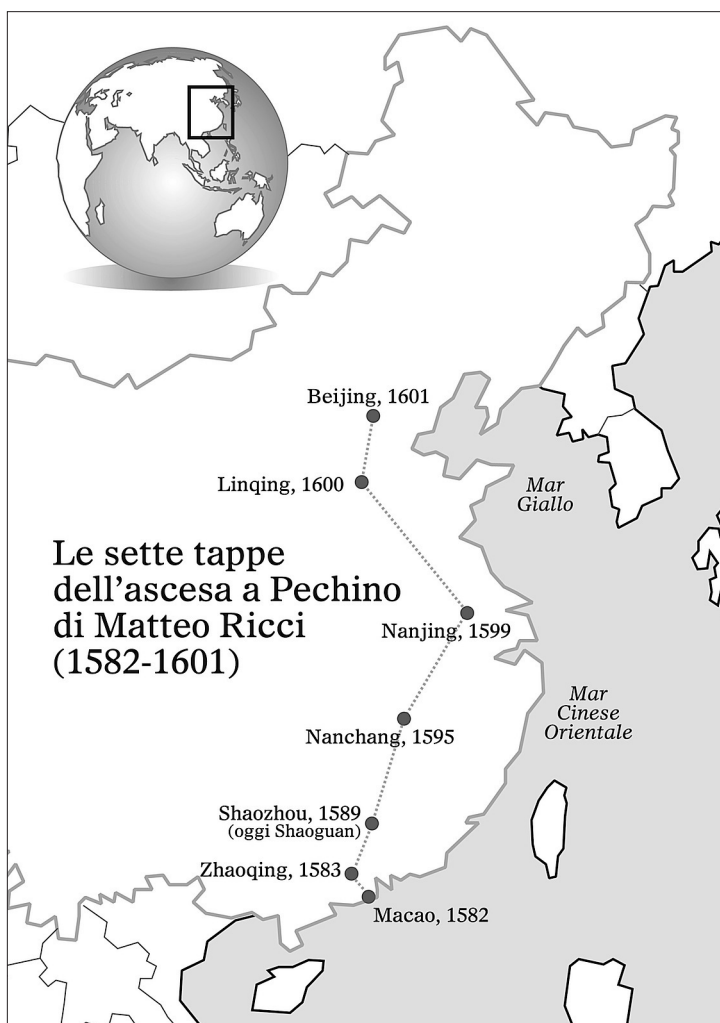 Beijing, 1601
Linqing, 1600
Mar
Giallo
Le sette tappe
dell’ascesa a Pechino
di Matteo Ricci
(1582-1601)
Nanjing, 1599
Mar
Cinese
Orientale
Nanchang, 1595
Shaozhou, 1589
(oggi Shaoguan)
Zhaoqing, 1583
Macao, 1582